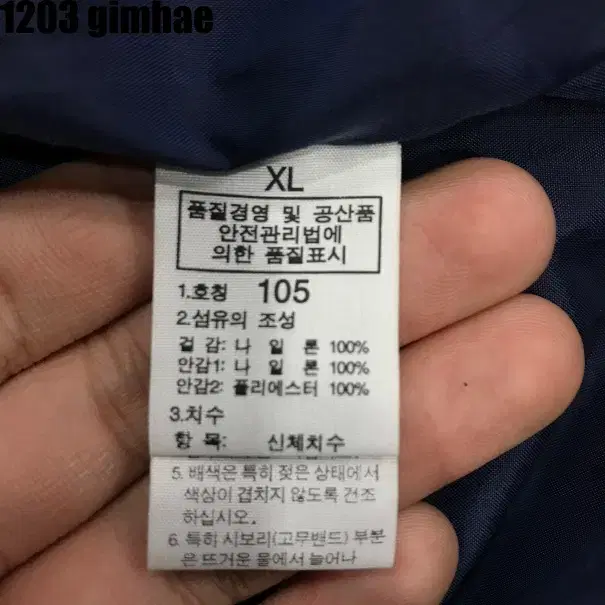 1203 gimhae
XL
품질경영 및 공산품
안전관리법에
의한 품질표시
1.호칭 105
2.섬유의 조성
겉 감: 나 일 론 100%
안감1: 나 일 론 100%
안감2: 폴리에스터 100%
3.치수
항 목: 신체치수
5. 배색은 특히 젖은 상태에서
색상이 겹치지 않도록 건조
하십시오.
6. 특히 시보리(고무밴드) 부분
은 뜨거운 물에서 늘어나